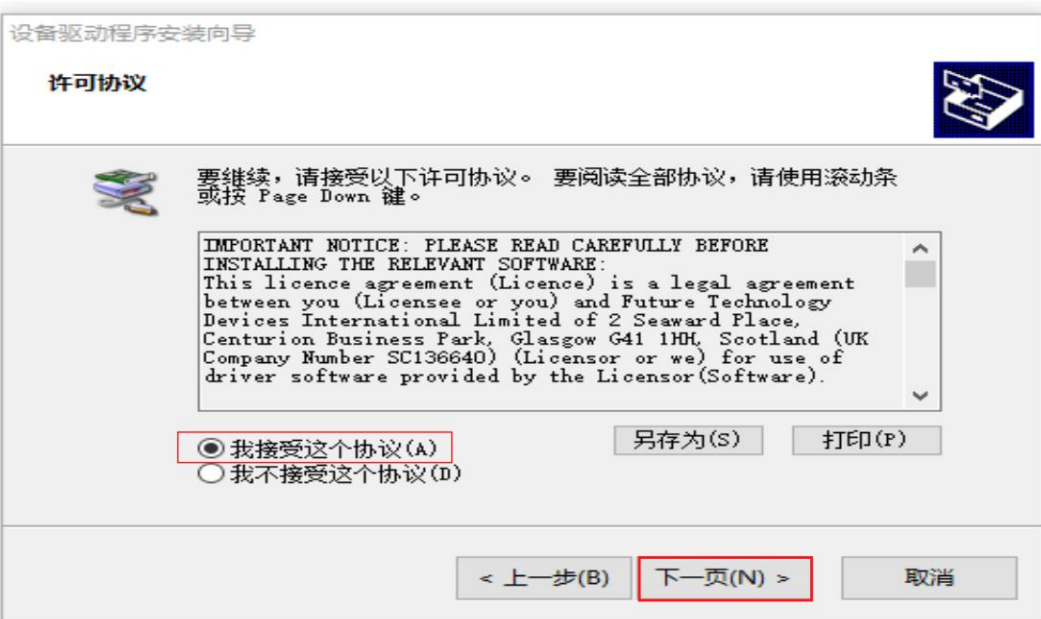 设备驱动程序安装向导
许可协议
要继续，请接受以下许可协议。 要阅读全部协议，请使用滚动条
或按 Page Down 键。
IMPORTANT NOTICE: PLEASE READ CAREFULLY BEFORE
INSTALLING THE RELEVANT SOFTWARE:
This licence agreement (Licence) is a legal agreement
between you (Licensee or you) and Future Technology
Devices International Limited of 2 Seaward Place,
Centurion Business Park, Glasgow G41 1HH, Scotland (UK
Company Number SC136640) (Licensor or we) for use of
driver software provided by the Licensor(Software).
我接受这个协议(A)
另存为(S)
打印(P)
我不接受这个协议(D)
< 上一步(B)
下一页(N) >
取消